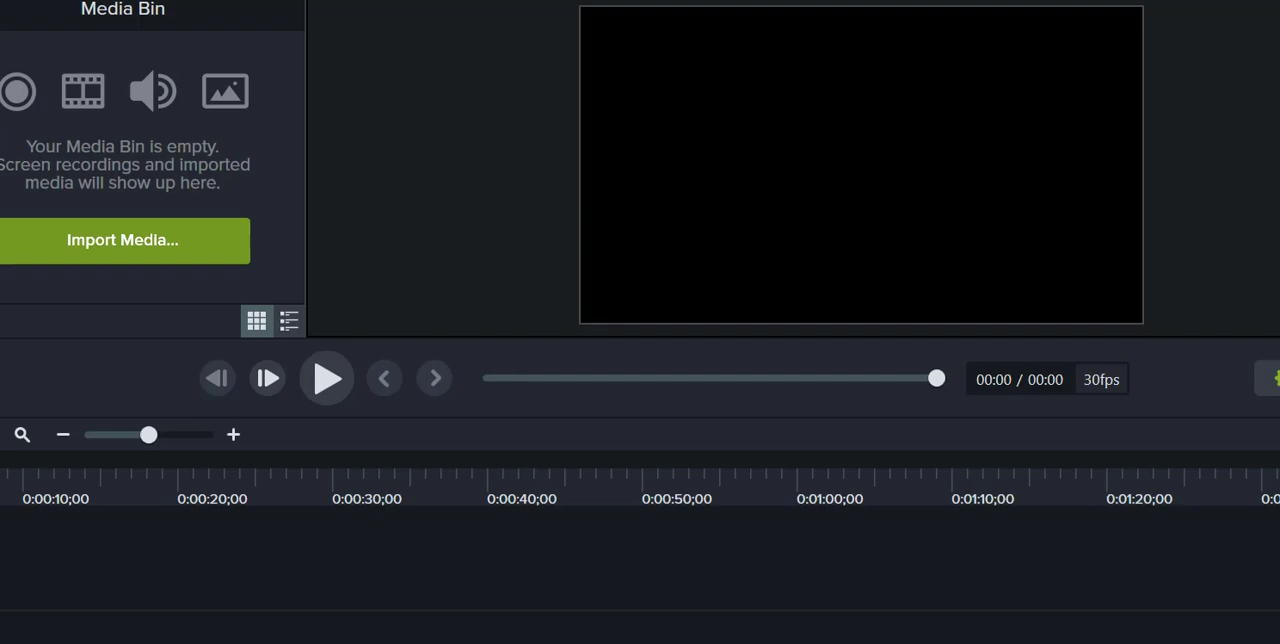 Media Bin
Your Media Bin is empty.
Screen recordings and imported
media will show up here.
Import Media...
00:00 / 00:00 30fps
0:00:10;00 0:00:20;00 0:00:30;00 0:00:40;00 0:00:50;00 0:01:00;00 0:01:10;00 0:01:20;00